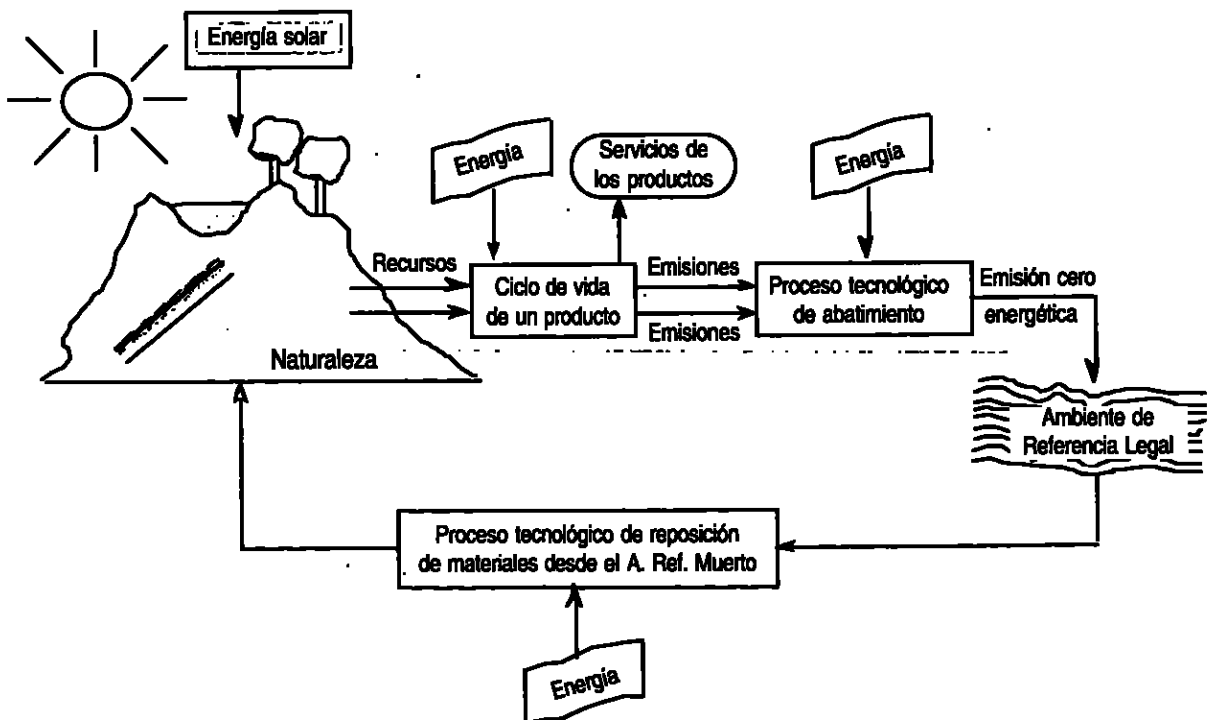 Energía solar
Energía
Servicios de
los productos
Energía
Recursos
Ciclo de vida
de un producto
Emisiones
Emisiones
Proceso tecnológico
de abatimiento
Emisión cero
energética
Naturaleza
Ambiente de
Referencia Legal
Proceso tecnológico de reposición
de materiales desde el A. Ref. Muerto
Energía